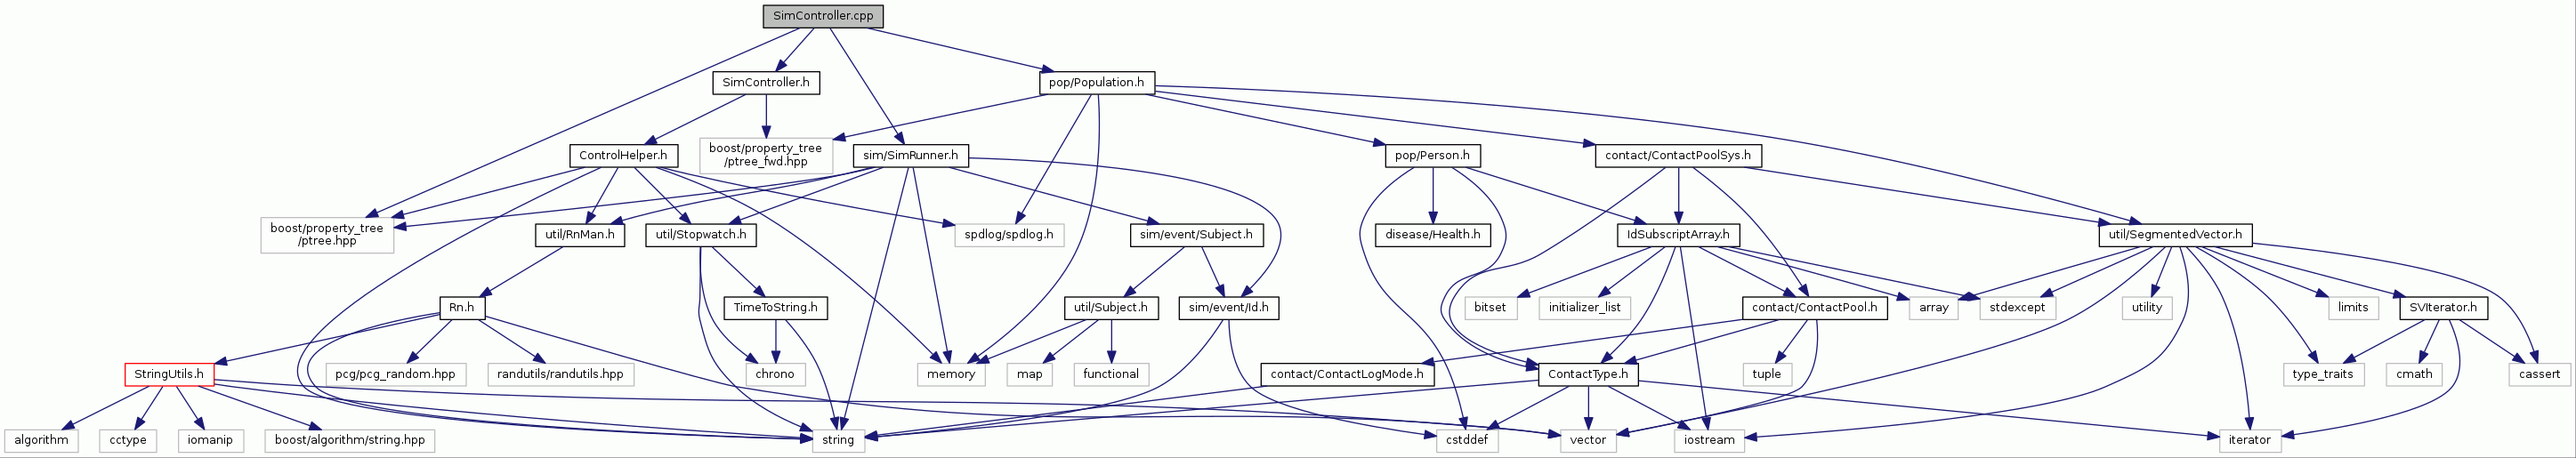 SimController.cpp
SimController.h
pop/Population.h
boost/property_tree
/ptree_fwd.hpp
ControlHelper.h
sim/SimRunner.h
pop/Person.h
contact/ContactPoolSys.h
boost/property_tree
/ptree.hpp
util/RnMan.h
util/Stopwatch.h
spdlog/spdlog.h
sim/event/Subject.h
disease/Health.h
IdSubscriptArray.h
util/SegmentedVector.h
Rn.h
TimeToString.h
util/Subject.h
sim/event/Id.h
bitset
initializer_list
contact/ContactPool.h
array
stdexcept
utility
limits
SVIterator.h
StringUtils.h
pcg/pcg_random.hpp
randutils/randutils.hpp
chrono
memory
map
functional
contact/ContactLogMode.h
ContactType.h
tuple
type_traits
cmath
cassert
algorithm
cctype
iomanip
boost/algorithm/string.hpp
string
cstddef
vector
iostream
iterator